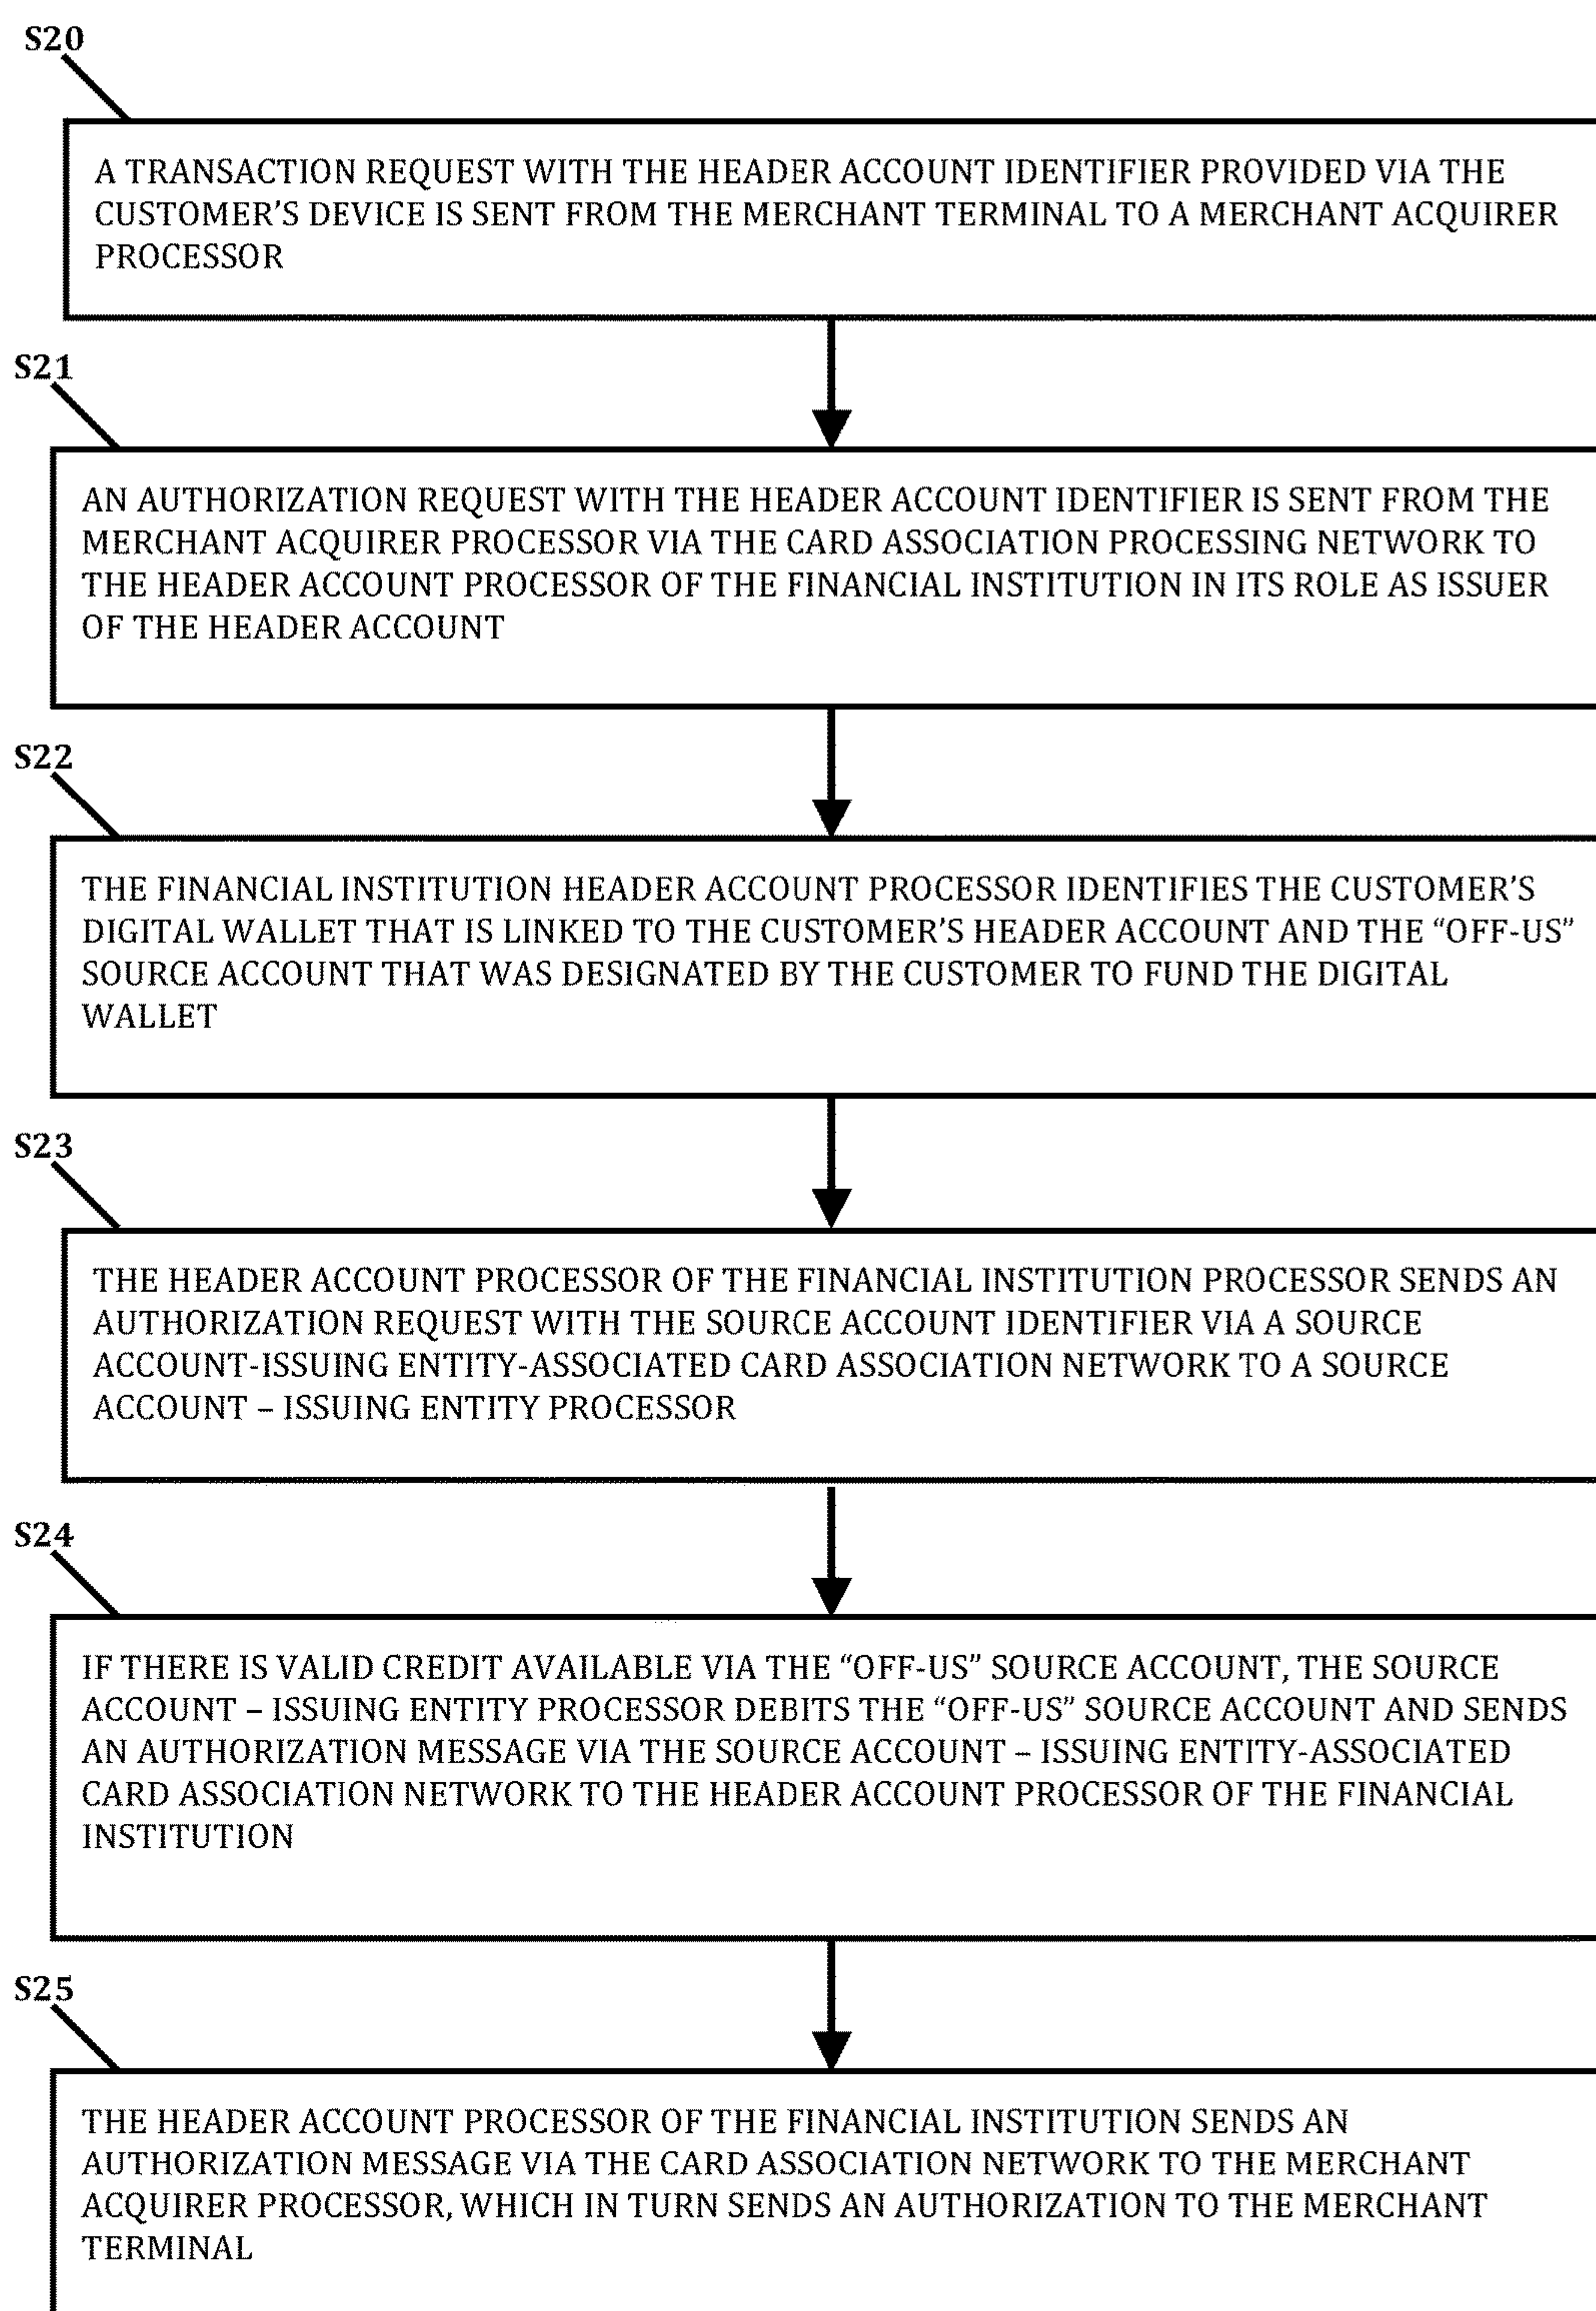 S20
A TRANSACTION REQUEST WITH THE HEADER ACCOUNT IDENTIFIER PROVIDED VIA THE
CUSTOMER’S DEVICE IS SENT FROM THE MERCHANT TERMINAL TO A MERCHANT ACQUIRER
PROCESSOR
S21
AN AUTHORIZATION REQUEST WITH THE HEADER ACCOUNT IDENTIFIER IS SENT FROM THE
MERCHANT ACQUIRER PROCESSOR VIA THE CARD ASSOCIATION PROCESSING NETWORK TO
THE HEADER ACCOUNT PROCESSOR OF THE FINANCIAL INSTITUTION IN ITS ROLE AS ISSUER
OF THE HEADER ACCOUNT
S22
THE FINANCIAL INSTITUTION HEADER ACCOUNT PROCESSOR IDENTIFIES THE CUSTOMER’S
DIGITAL WALLET THAT IS LINKED TO THE CUSTOMER’S HEADER ACCOUNT AND THE “OFF-US”
SOURCE ACCOUNT THAT WAS DESIGNATED BY THE CUSTOMER TO FUND THE DIGITAL
WALLET
S23
THE HEADER ACCOUNT PROCESSOR OF THE FINANCIAL INSTITUTION PROCESSOR SENDS AN
AUTHORIZATION REQUEST WITH THE SOURCE ACCOUNT IDENTIFIER VIA A SOURCE
ACCOUNT-ISSUING ENTITY-ASSOCIATED CARD ASSOCIATION NETWORK TO A SOURCE
ACCOUNT – ISSUING ENTITY PROCESSOR
S24
IF THERE IS VALID CREDIT AVAILABLE VIA THE “OFF-US” SOURCE ACCOUNT, THE SOURCE
ACCOUNT – ISSUING ENTITY PROCESSOR DEBITS THE “OFF-US” SOURCE ACCOUNT AND SENDS
AN AUTHORIZATION MESSAGE VIA THE SOURCE ACCOUNT – ISSUING ENTITY-ASSOCIATED
CARD ASSOCIATION NETWORK TO THE HEADER ACCOUNT PROCESSOR OF THE FINANCIAL
INSTITUTION
S25
THE HEADER ACCOUNT PROCESSOR OF THE FINANCIAL INSTITUTION SENDS AN
AUTHORIZATION MESSAGE VIA THE CARD ASSOCIATION NETWORK TO THE MERCHANT
ACQUIRER PROCESSOR, WHICH IN TURN SENDS AN AUTHORIZATION TO THE MERCHANT
TERMINAL